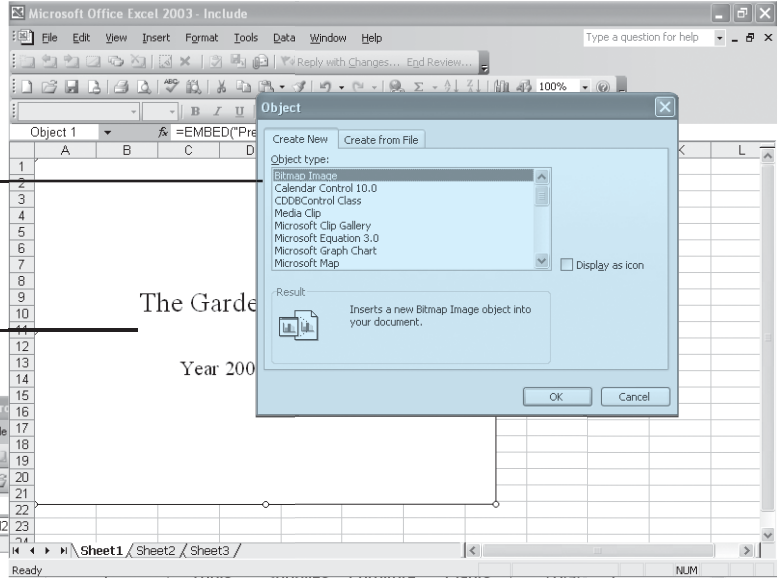 Microsoft Office Excel 2003 - Include
File Edit View Insert Format Tools Data Window Help Type a question for help
Reply with Changes... End Review...
100%
B I U
Object 1 fx =EMBED("Pre
A B C D K L
1
2
3
4
5
6
7
8
9
10
11
12
13
14
15
16
17
18
19
20
21
22
23
24
The Garde
Year 200
Object
Create New Create from File
Object type:
Bitmap Image
Calendar Control 10.0
CDDBControl Class
Media Clip
Microsoft Clip Gallery
Microsoft Equation 3.0
Microsoft Graph Chart
Microsoft Map
Display as icon
Result
Inserts a new Bitmap Image object into
your document.
OK Cancel
Sheet1 Sheet2 Sheet3
Ready NUM